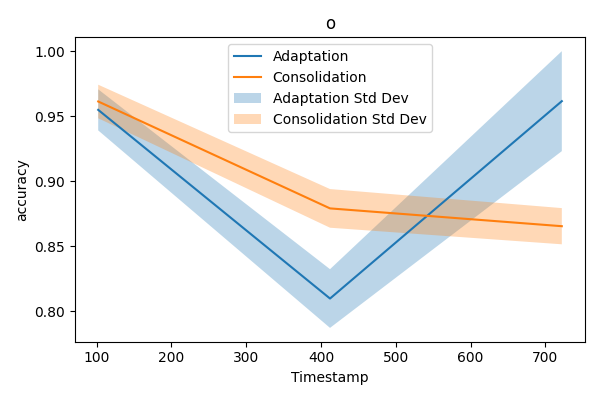 o
Adaptation
Consolidation
Adaptation Std Dev
Consolidation Std Dev
accuracy
1.00
0.95
0.90
0.85
0.80
100 200 300 400 500 600 700
Timestamp